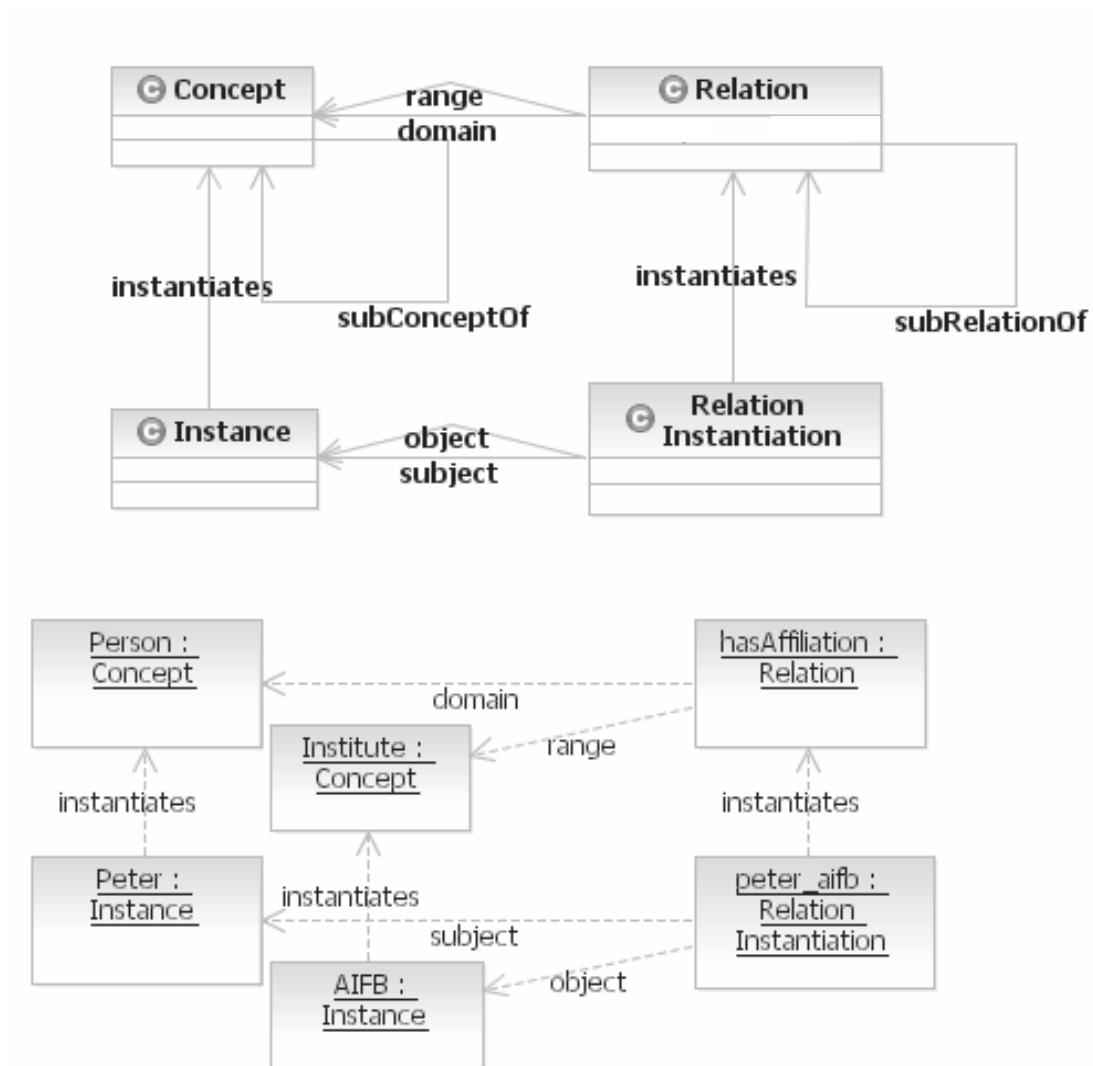 Concept
Relation
range
domain
instantiates
instantiates
subConceptOf
subRelationOf
Instance
Relation
Instantiation
object
subject
Person :
Concept
hasAffiliation :
Relation
domain
Institute :
Concept
range
instantiates
instantiates
Peter :
Instance
peter_aifb :
Relation
Instantiation
instantiates
subject
AIFB :
Instance
object